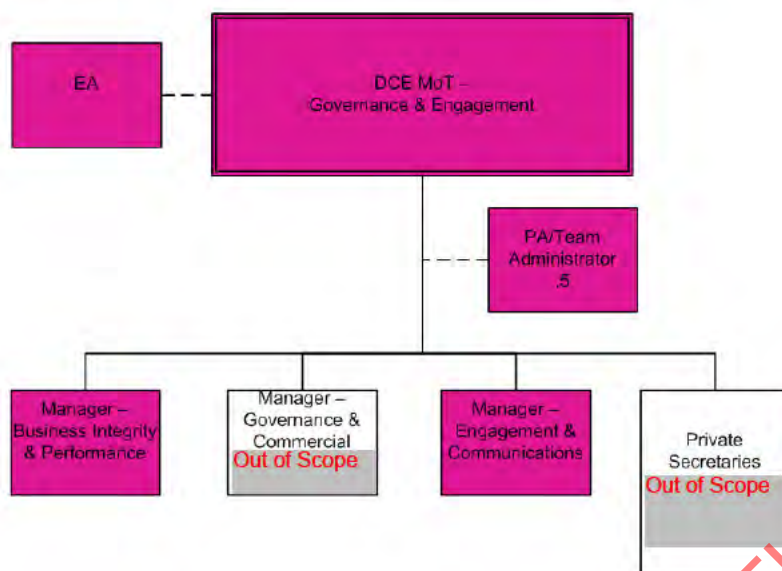 EA
DCE MoT –
Governance & Engagement
PA/Team
Administrator
.5
Manager –
Business Integrity
& Performance
Manager –
Governance &
Commercial
Out of Scope
Manager –
Engagement &
Communications
Private
Secretaries
Out of Scope